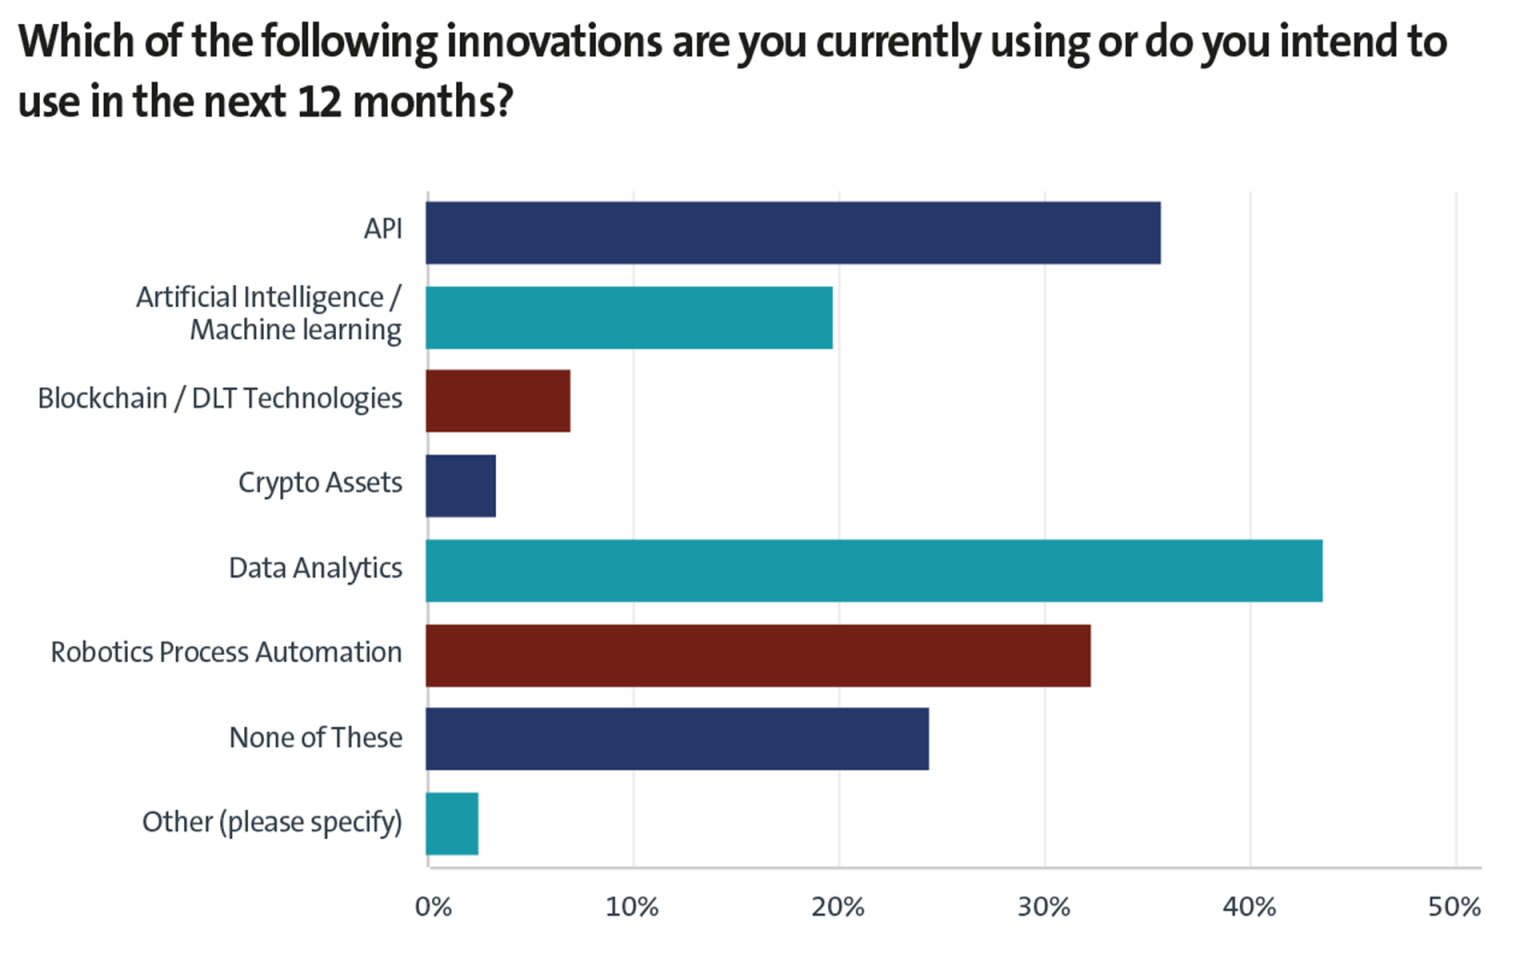 Which of the following innovations are you currently using or do you intend to
use in the next 12 months?
API
Artificial Intelligence /
Machine learning
Blockchain / DLT Technologies
Crypto Assets
Data Analytics
Robotics Process Automation
None of These
Other (please specify)
0% 10% 20% 30% 40% 50%